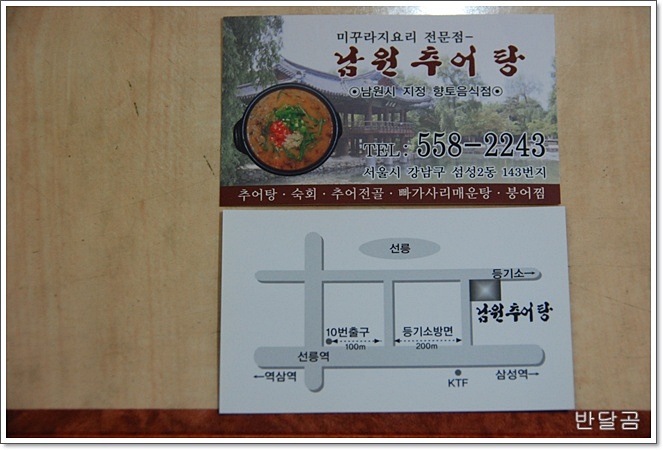 미꾸라지요리 전문점-
남원추어탕
◎남원시 지정 향토음식점◎
TEL: 558-2243
서울시 강남구 섬성2동 143번지
추어탕 · 숙회 · 추어전골 · 빠가사리매운탕 · 붕어찜
선릉
등기소→
남원추어탕
10번출구
등기소방면
100m
200m
선릉역
←역삼역
KTF
삼성역→
반달곰